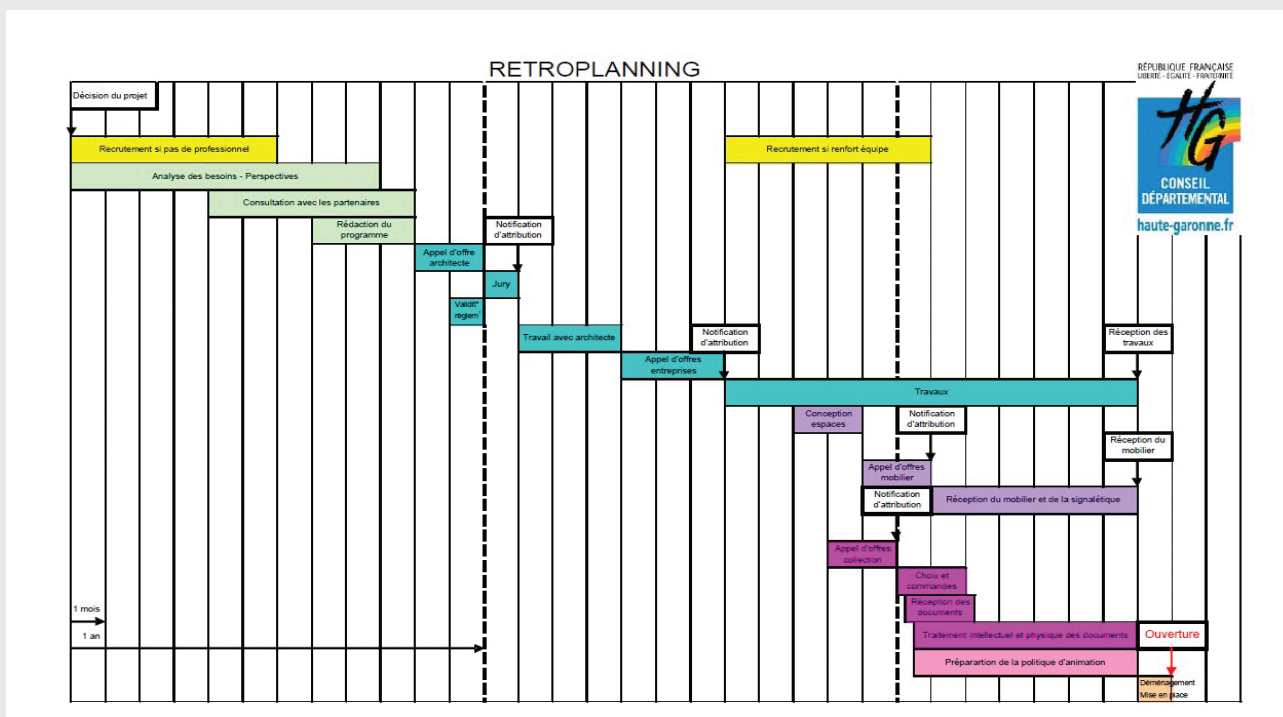 RETROPLANNING
RÉPUBLIQUE FRANÇAISE
LIBERTÉ - ÉGALITÉ - FRATERNITÉ
HG
CONSEIL
DÉPARTEMENTAL
haute-garonne.fr
Décision du projet
Recrutement si pas de professionnel
Recrutement si renfort équipe
Analyse des besoins - Perspectives
Consultation avec les partenaires
Rédaction du
programme
Notification
d'attribution
Appel d'offre
architecte
Jury
Validt°
réglem t
Travail avec architecte
Notification
d'attribution
Réception des
travaux
Appel d'offres
entreprises
Travaux
Conception
espaces
Notification
d'attribution
Réception du
mobilier
Appel d'offres
mobilier
Notification
d'attribution
Réception du mobilier et de la signalétique
Appel d'offres
collection
Choix et
commandes
Réception des
documents
1 mois
1 an
Traitement intellectuel et physique des documents
Ouverture
Préparartion de la politique d'animation
Déménagement
Mise en place